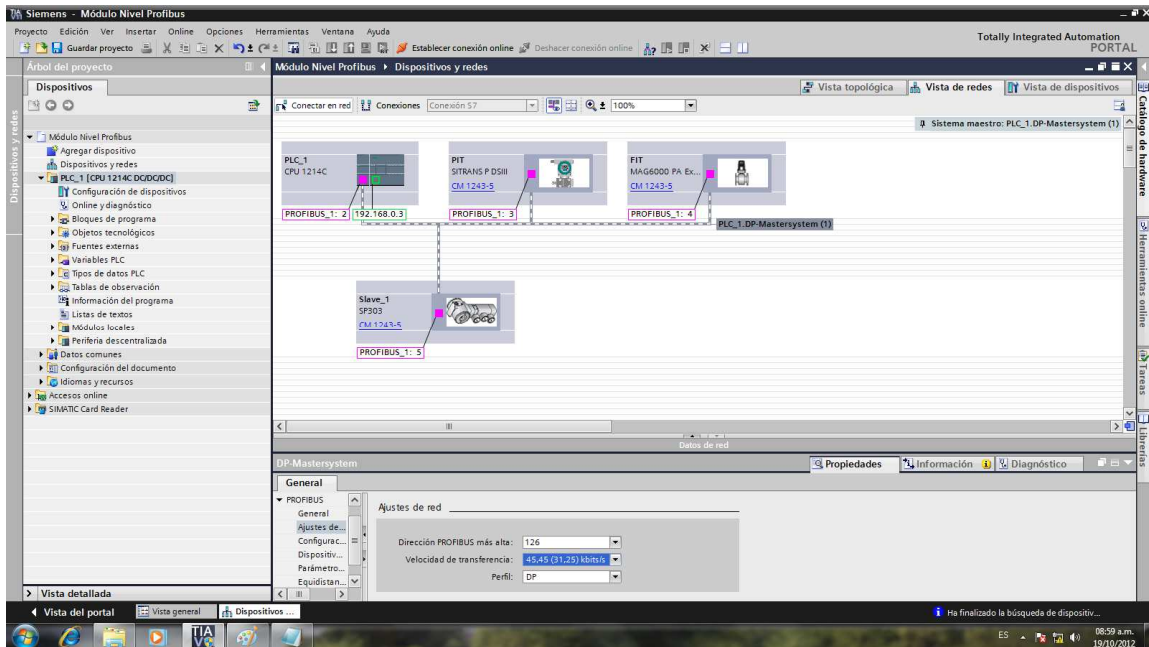 Siemens - Módulo Nivel Profibus
Proyecto Edición Ver Insertar Online Opciones Herramientas Ventana Ayuda
Guardar proyecto
Establecer conexión online
Deshacer conexión online
Totally Integrated Automation
PORTAL
Árbol del proyecto
Dispositivos
Módulo Nivel Profibus
Agregar dispositivo
Dispositivos y redes
PLC_1 [CPU 1214C DC/DC/DC]
Configuración de dispositivos
Online y diagnóstico
Bloques de programa
Objetos tecnológicos
Fuentes externas
Variables PLC
Tipos de datos PLC
Tablas de observación
Información del programa
Listas de textos
Módulos locales
Periferia descentralizada
Datos comunes
Configuración del documento
Idiomas y recursos
Accesos online
SIMATIC Card Reader
Vista detallada
Dispositivos y redes
Módulo Nivel Profibus Dispositivos y redes
Vista topológica
Vista de redes
Vista de dispositivos
Conectar en red
Conexiones
Conexión S7
100%
Sistema maestro: PLC_1.DP-Mastersystem (1)
PLC_1
CPU 1214C
PROFIBUS_1: 2
192.168.0.3
PIT
SITRANS P DSIII
CM 1243-5
PROFIBUS_1: 3
FIT
MAG6000 PA Ex...
CM 1243-5
PROFIBUS_1: 4
PLC_1.DP-Mastersystem (1)
Slave_1
SP303
CM 1243-5
PROFIBUS_1: 5
Datos de red
DP-Mastersystem
Propiedades
Información
Diagnóstico
General
PROFIBUS
General
Ajustes de...
Configurac...
Dispositiv...
Parámetro...
Equidistan...
Ajustes de red
Dirección PROFIBUS más alta: 126
Velocidad de transferencia: 45,45 (31,25) kbits/s
Perfil: DP
Catálogo de hardware
Herramientas online
Tareas
Librerías
Vista del portal
Vista general
Dispositivos ...
Ha finalizado la búsqueda de dispositiv...
TIA
V11
ES
08:59 a.m.
19/10/2012